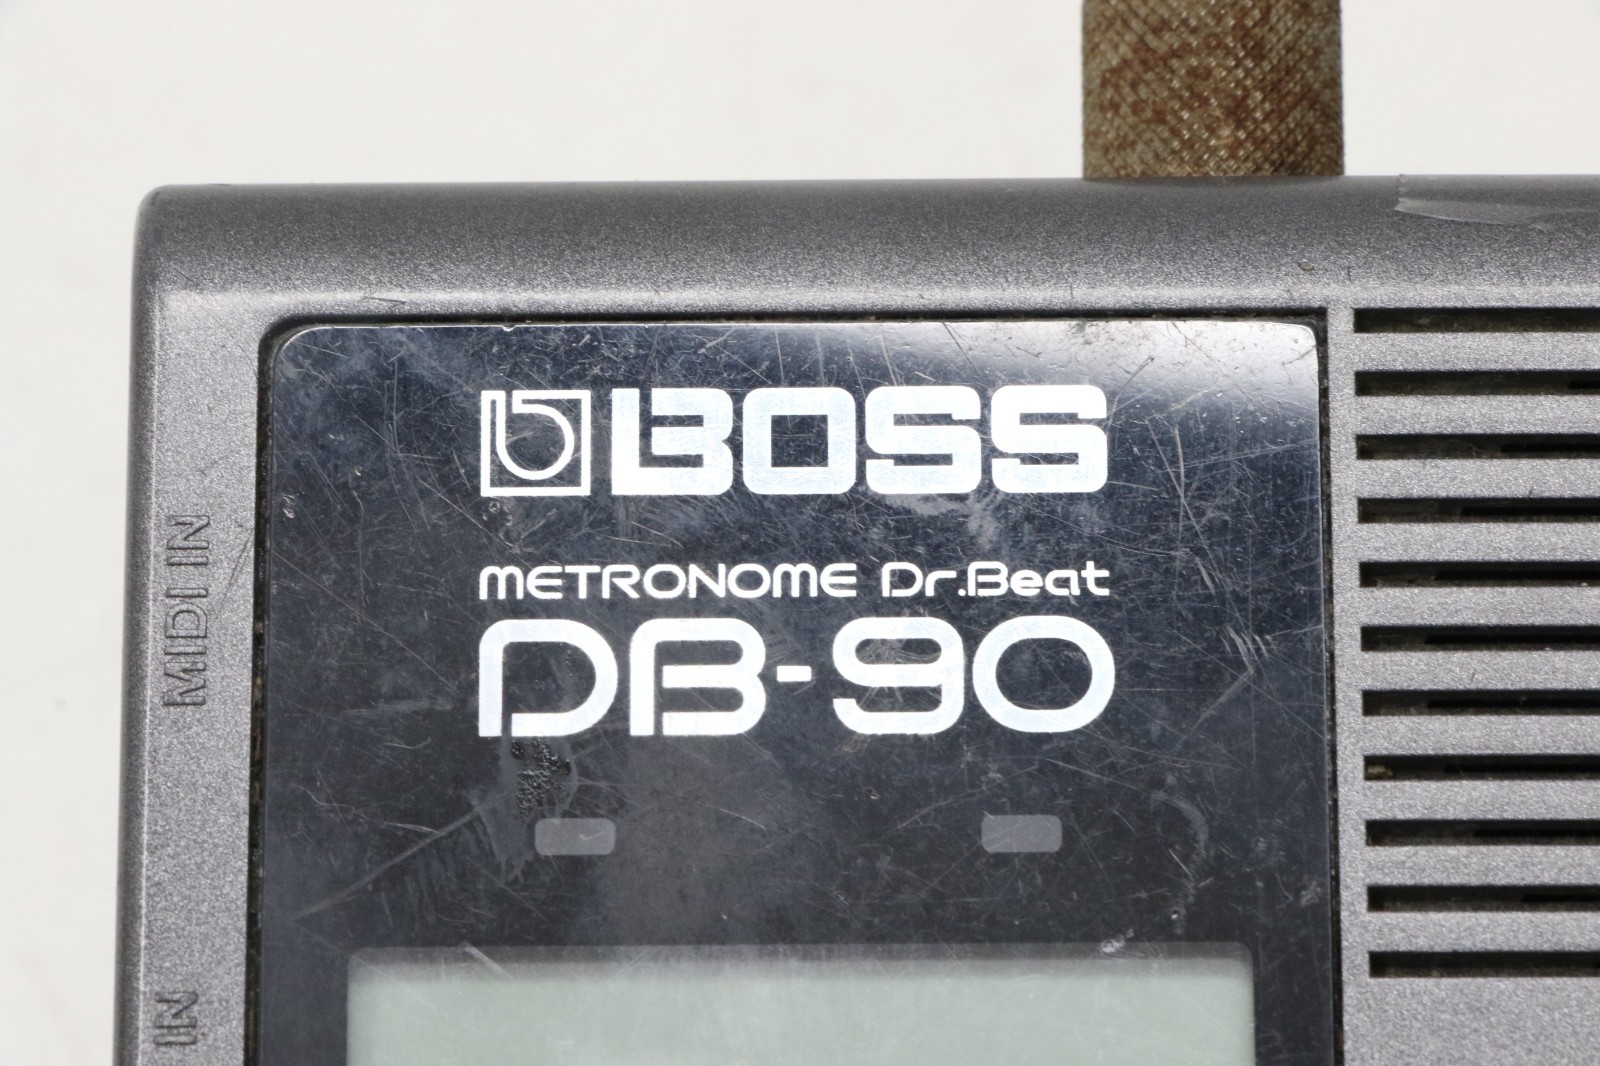 BOSS
METRONOME Dr.Beat
DB-90
MIDI IN
IN